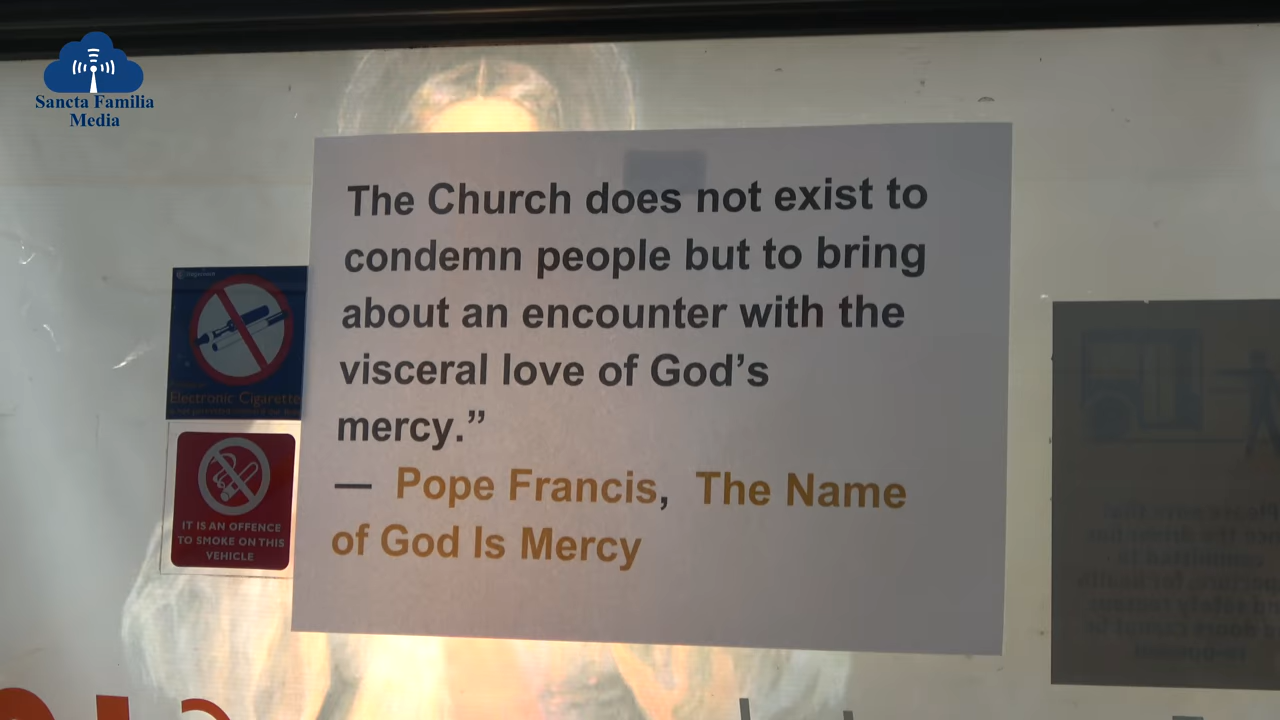 Sancta Familia
Media
The Church does not exist to
condemn people but to bring
about an encounter with the
visceral love of God’s
mercy.”
— Pope Francis, The Name
of God Is Mercy
Electronic Cigarette
IT IS AN OFFENCE
TO SMOKE ON THIS
VEHICLE